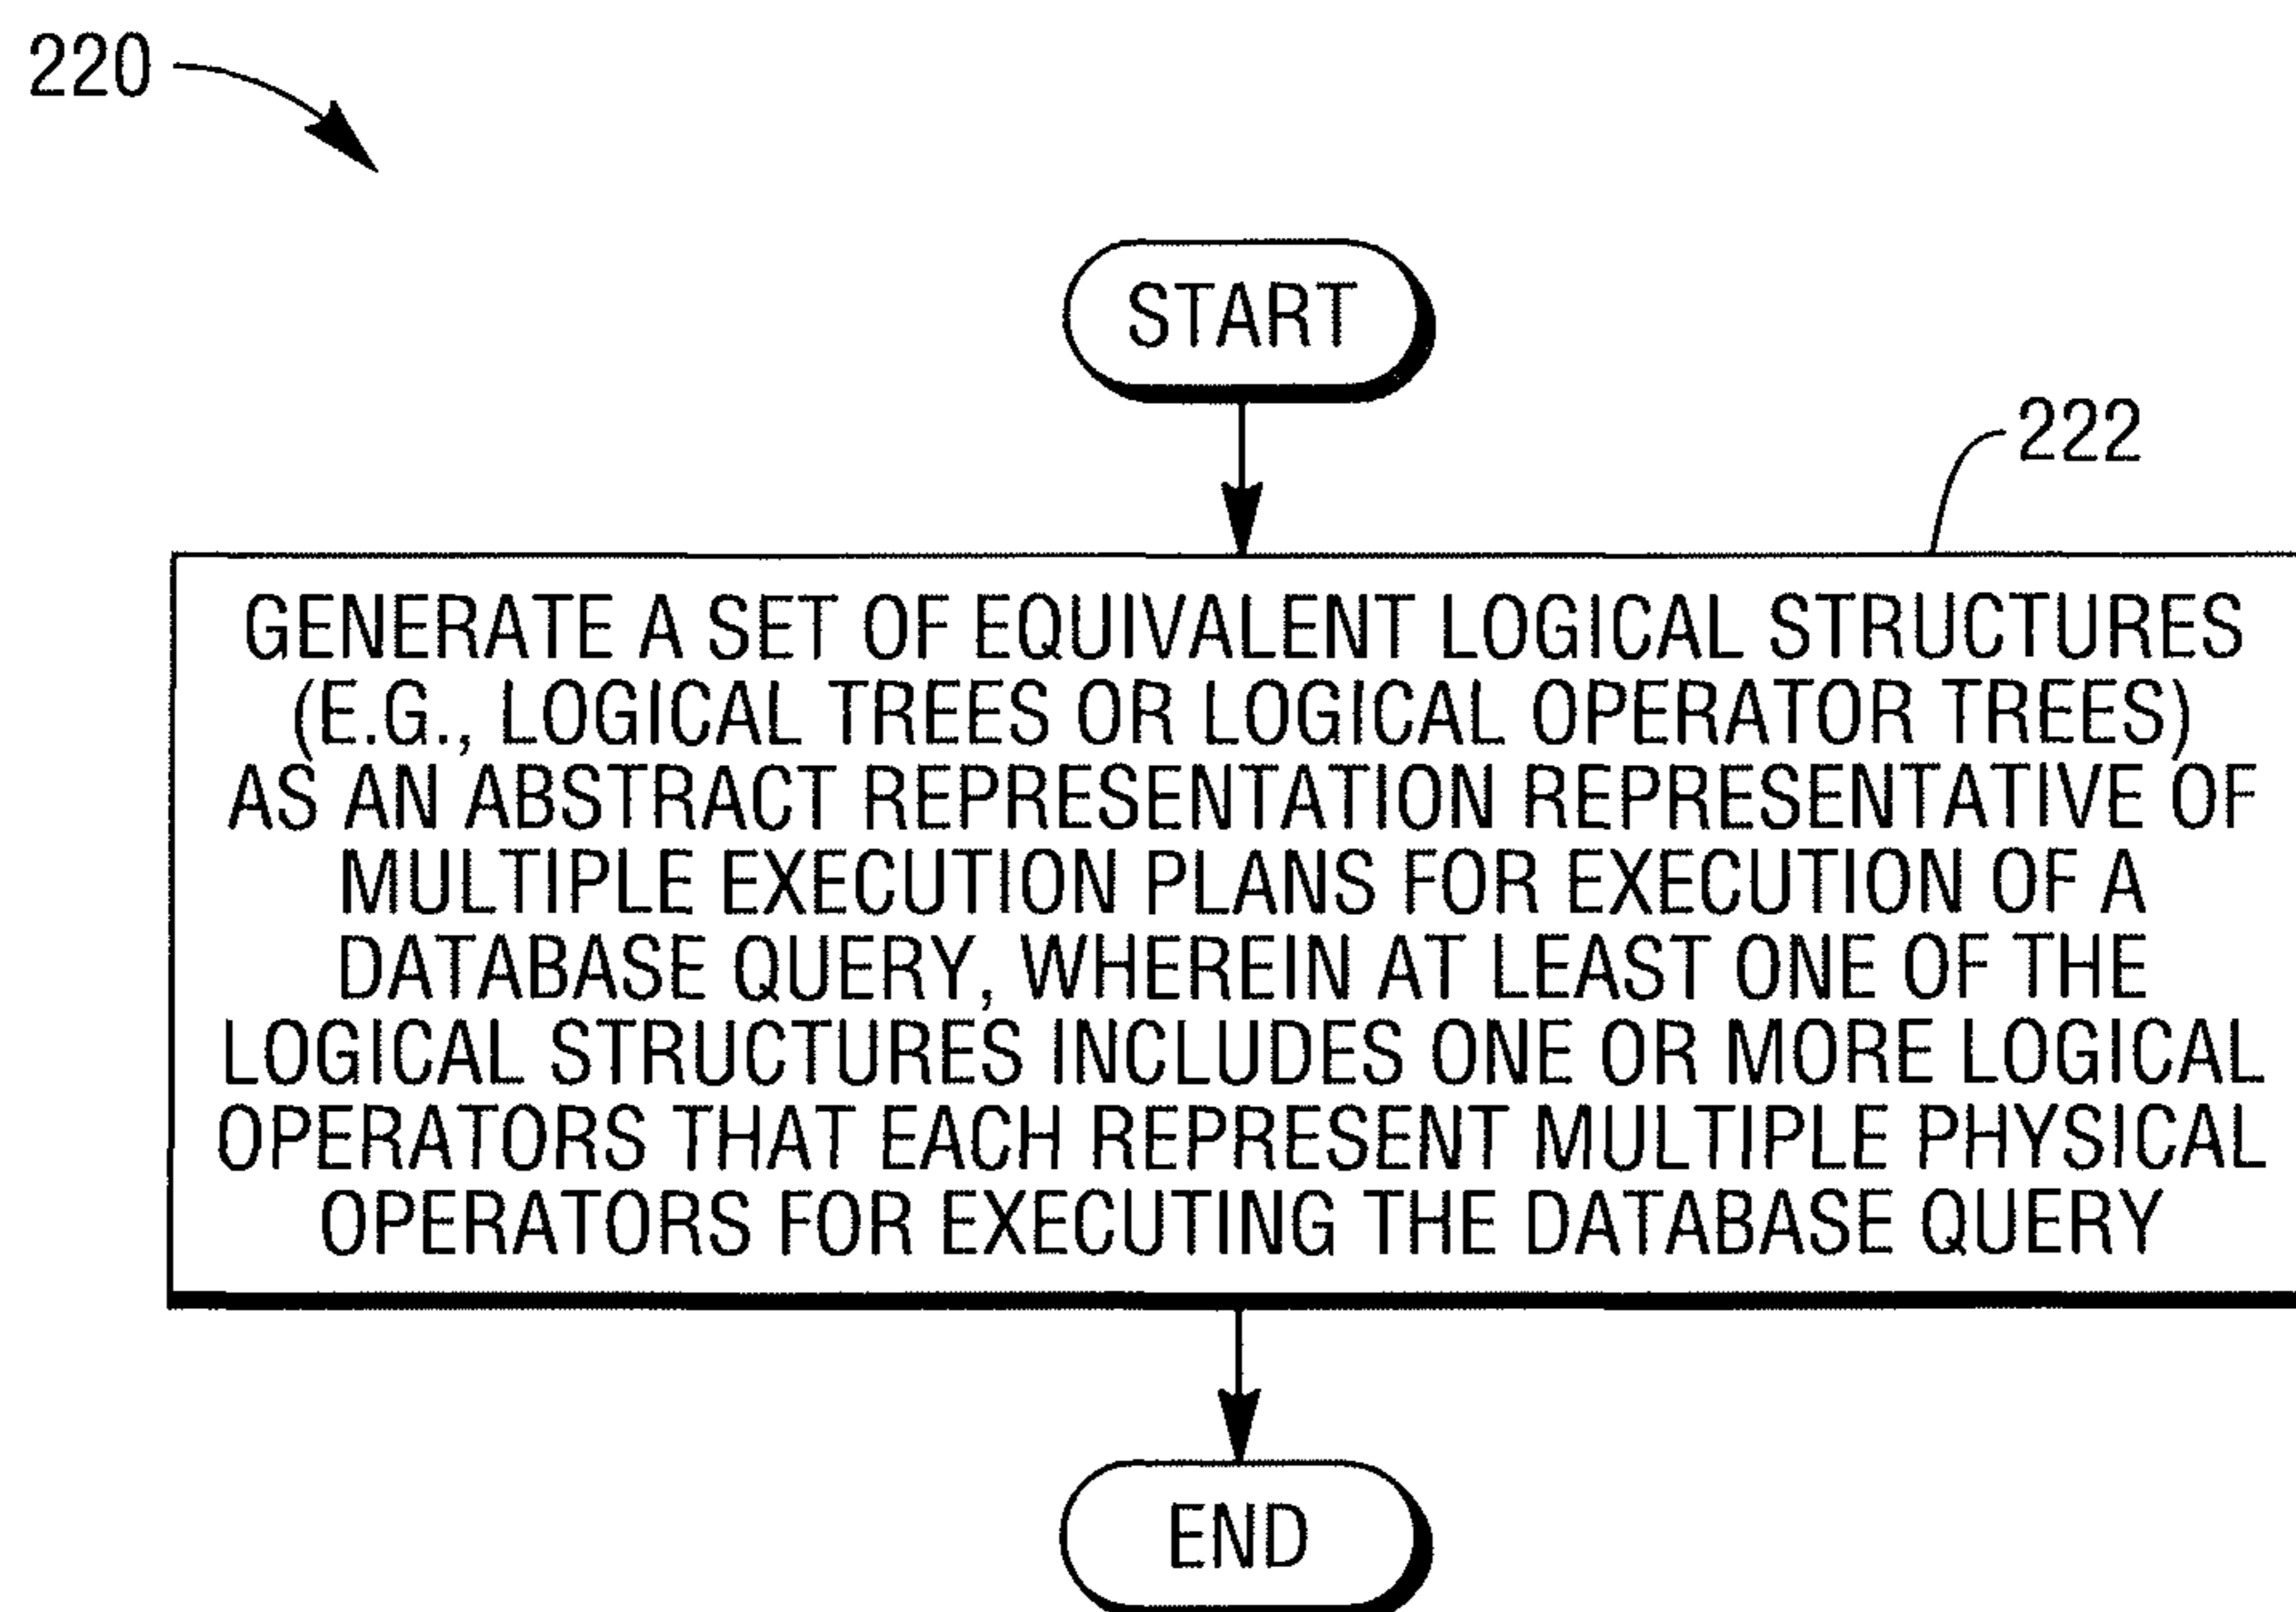 220
START
222
GENERATE A SET OF EQUIVALENT LOGICAL STRUCTURES
(E.G., LOGICAL TREES OR LOGICAL OPERATOR TREES)
AS AN ABSTRACT REPRESENTATION REPRESENTATIVE OF
MULTIPLE EXECUTION PLANS FOR EXECUTION OF A
DATABASE QUERY, WHEREIN AT LEAST ONE OF THE
LOGICAL STRUCTURES INCLUDES ONE OR MORE LOGICAL
OPERATORS THAT EACH REPRESENT MULTIPLE PHYSICAL
OPERATORS FOR EXECUTING THE DATABASE QUERY
END